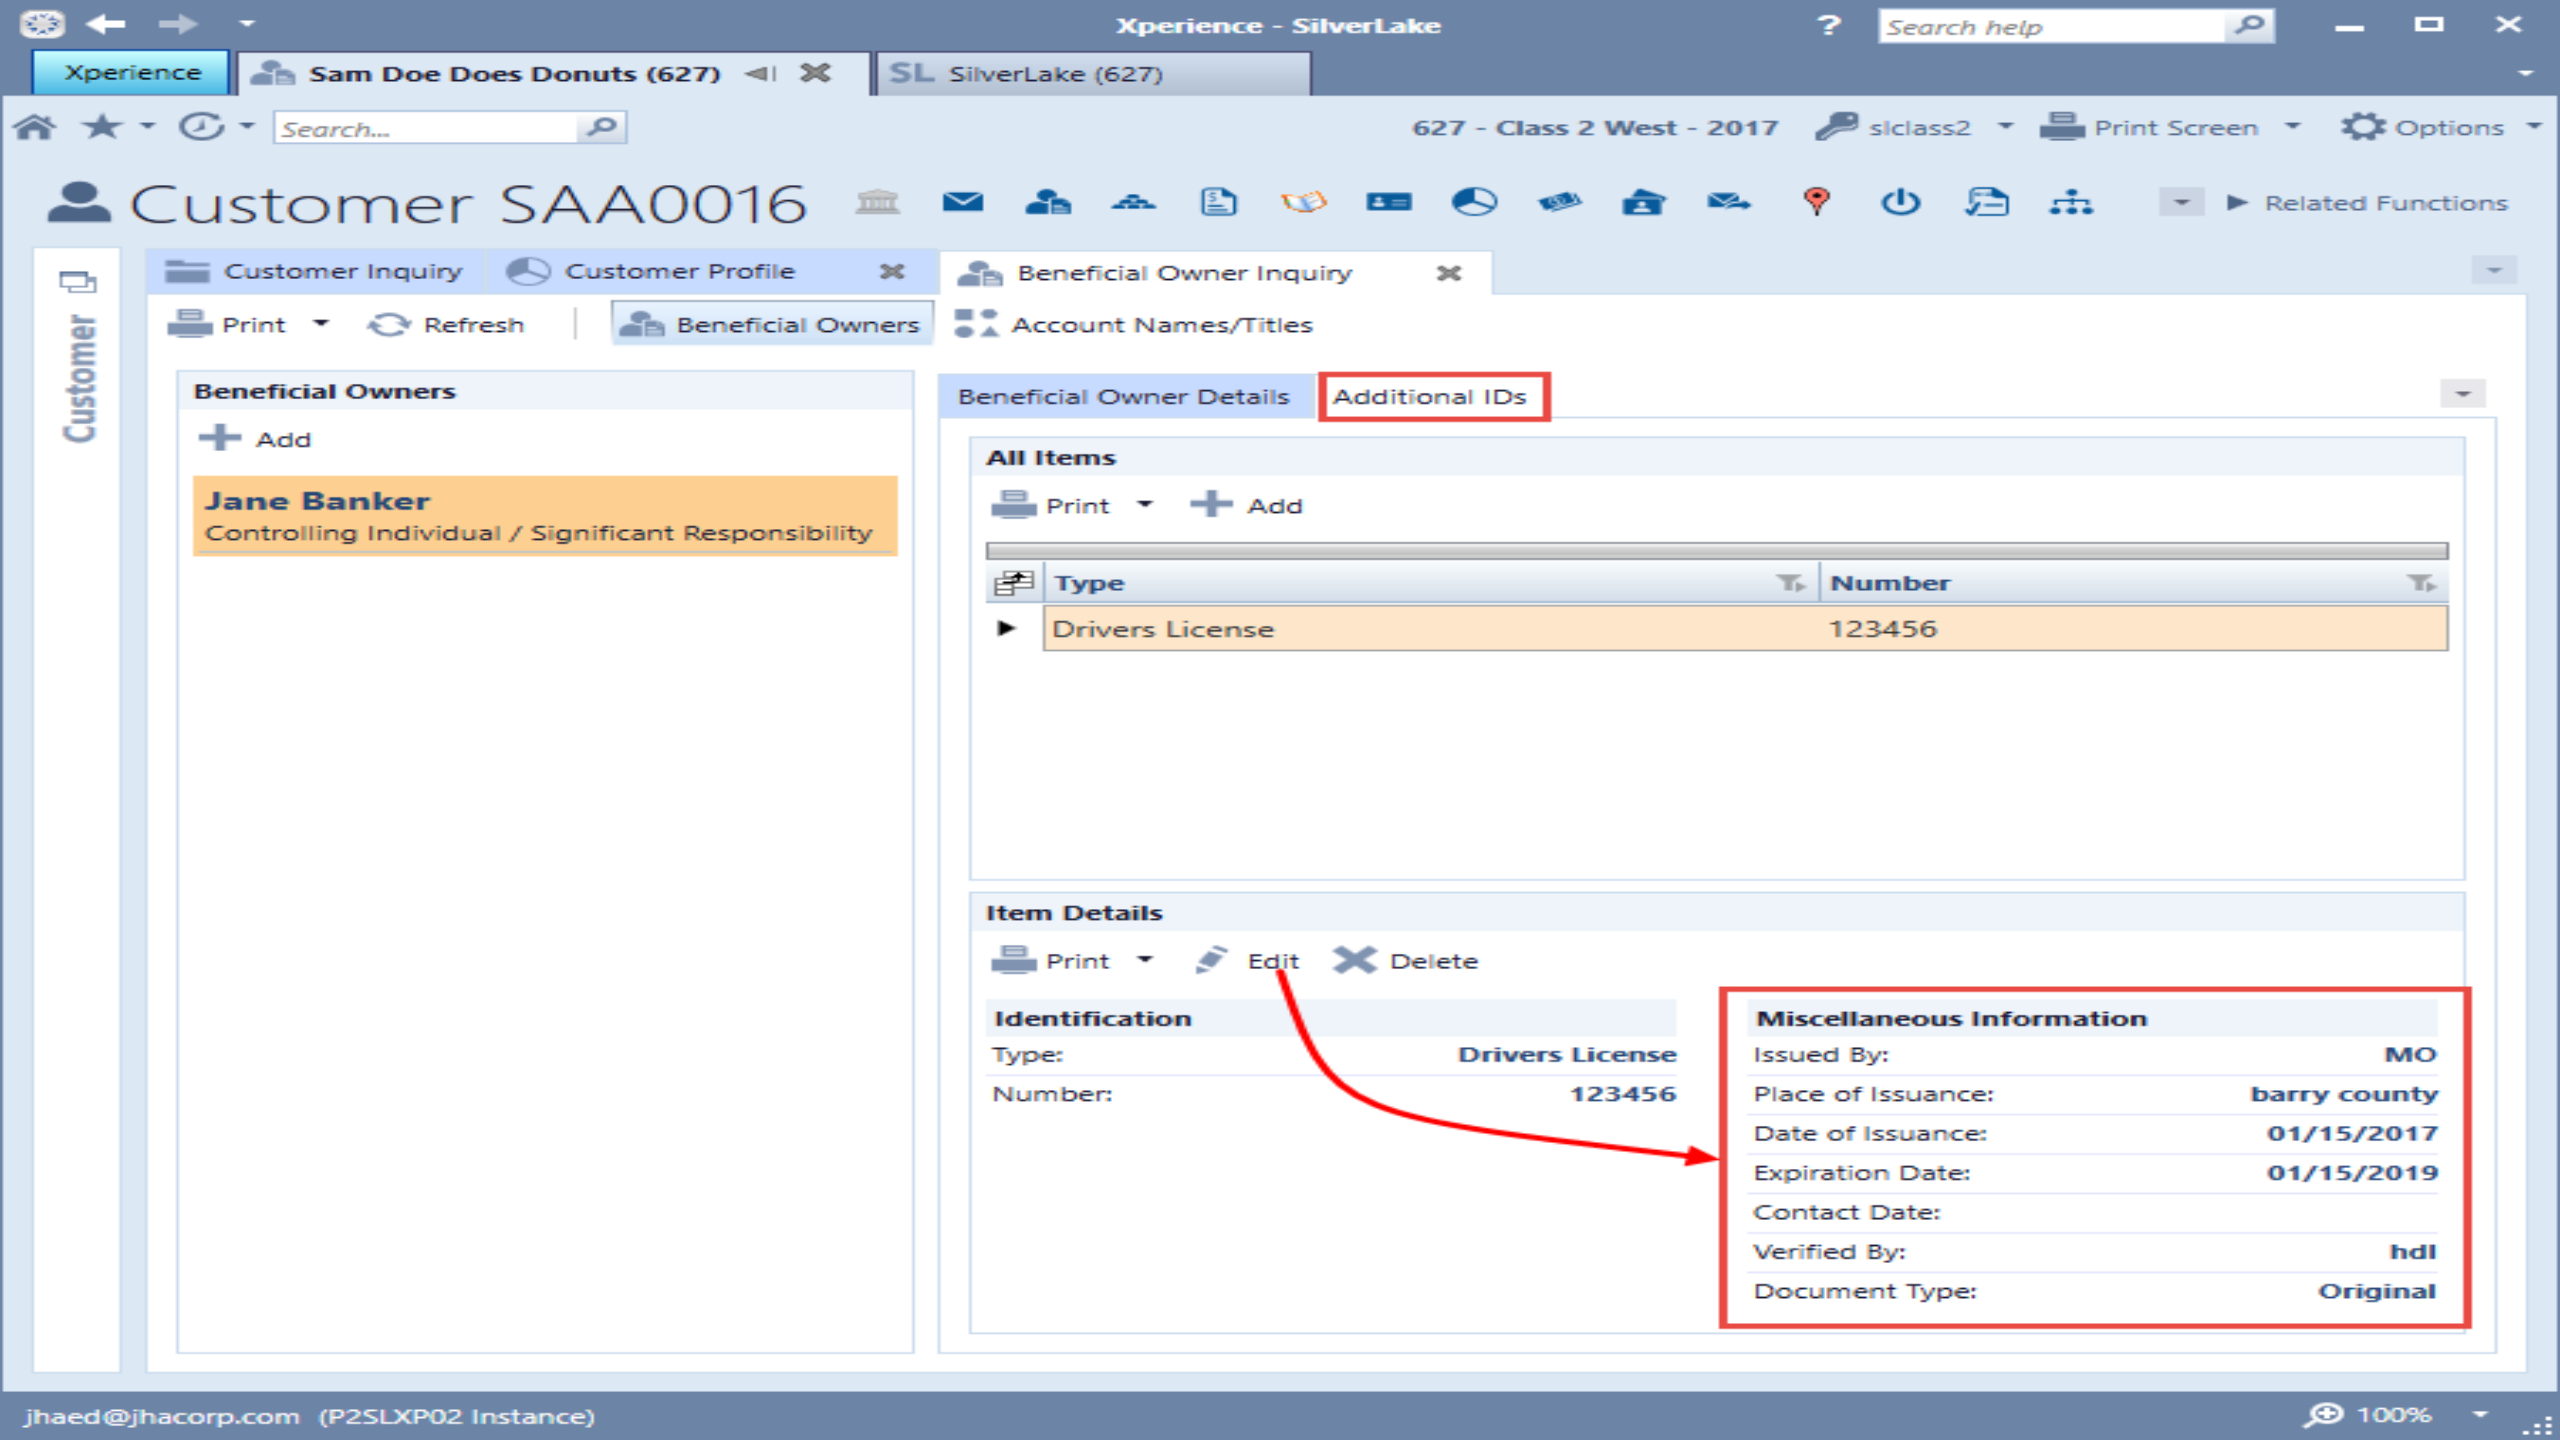 Xperience - SilverLake
? Search help
Xperience
Sam Doe Does Donuts (627)
SL SilverLake (627)
Search...
627 - Class 2 West - 2017
slclass2
Print Screen
Options
Customer SAA0016
Related Functions
Customer
Customer Inquiry
Customer Profile
Beneficial Owner Inquiry
Print
Refresh
Beneficial Owners
Account Names/Titles
Beneficial Owners
Add
Jane Banker
Controlling Individual / Significant Responsibility
Beneficial Owner Details
Additional IDs
All Items
Print
Add
Type
Number
Drivers License 123456
Item Details
Print
Edit
Delete
Identification
Type: Drivers License
Number: 123456
Miscellaneous Information
Issued By: MO
Place of Issuance: barry county
Date of Issuance: 01/15/2017
Expiration Date: 01/15/2019
Contact Date:
Verified By: hdl
Document Type: Original
jhaed@jhacorp.com (P2SLXP02 Instance)
100%